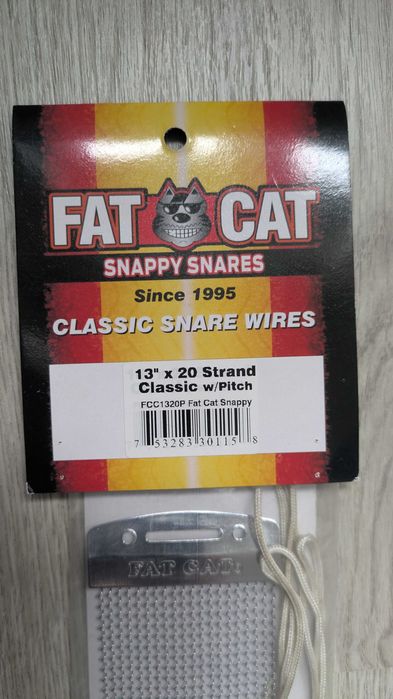 FAT CAT
SNAPPY SNARES
Since 1995
CLASSIC SNARE WIRES
13" x 20 Strand
Classic w/Pitch
FCC1320P Fat Cat Snappy
7 53283 30115 8
FAT CAT